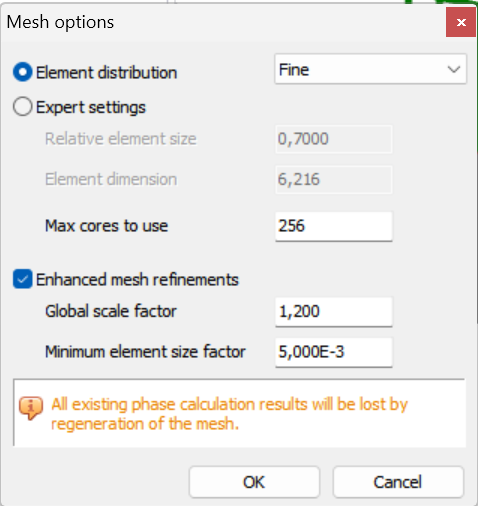 Mesh options
Element distribution Fine
Expert settings
Relative element size 0,7000
Element dimension 6,216
Max cores to use 256
Enhanced mesh refinements
Global scale factor 1,200
Minimum element size factor 5,000E-3
All existing phase calculation results will be lost by
regeneration of the mesh.
OK Cancel